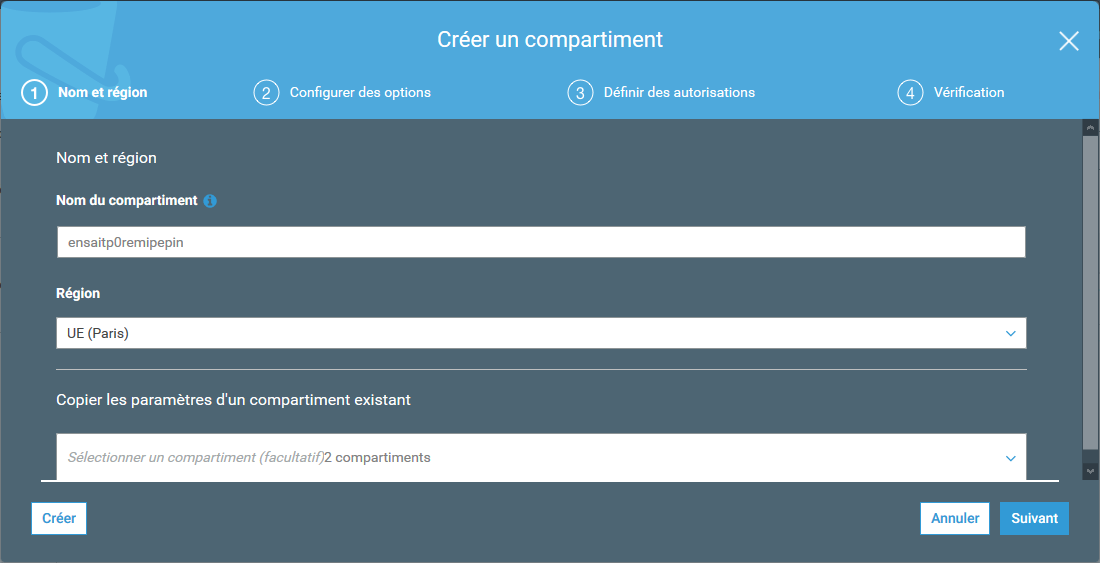 Créer un compartiment
1 Nom et région 2 Configurer des options 3 Définir des autorisations 4 Vérification
Nom et région
Nom du compartiment i
ensaitp0remipepin
Région
UE (Paris)
Copier les paramètres d'un compartiment existant
Sélectionner un compartiment (facultatif)2 compartiments
Créer Annuler Suivant